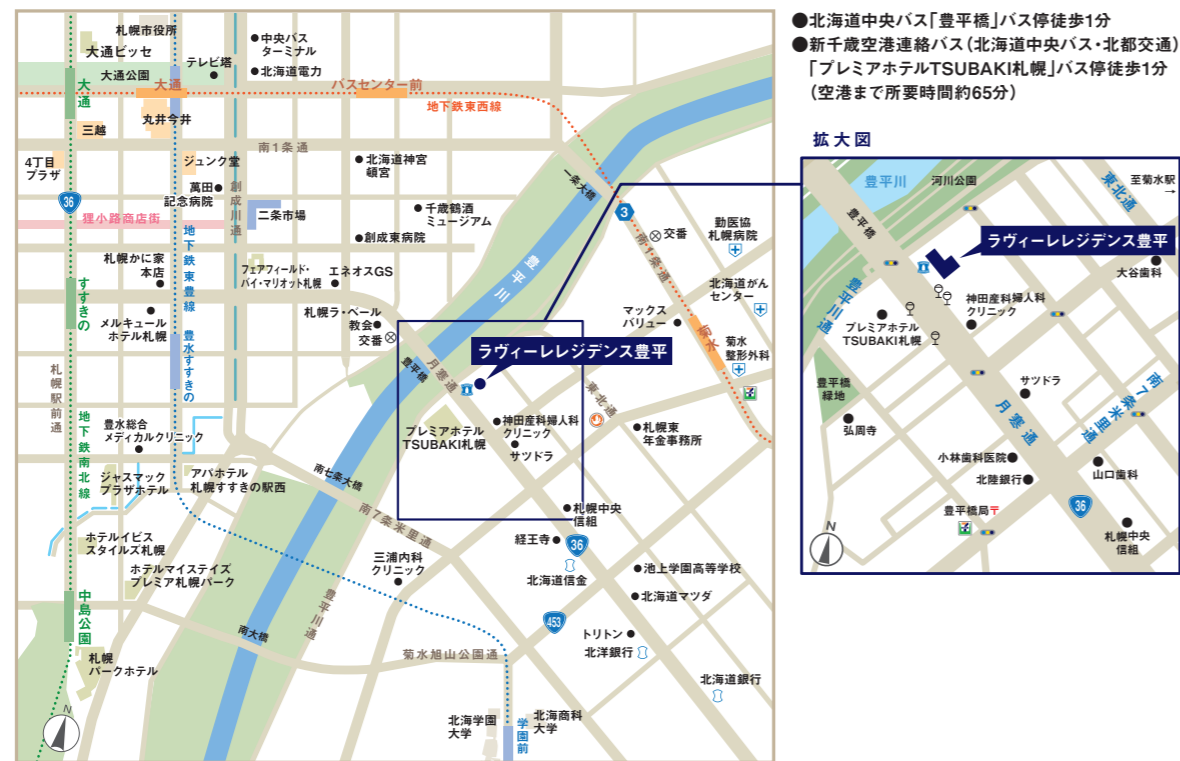 ●北海道中央バス「豊平橋」バス停徒歩1分
●新千歳空港連絡バス（北海道中央バス・北都交通）
「プレミアホテルTSUBAKI札幌」バス停徒歩1分
（空港まで所要時間約65分）
札幌市役所
大通ビッセ
大通公園
テレビ塔
●中央バス
ターミナル
●北海道電力
大通
大通
バスセンター前
地下鉄東西線
三越
丸井今井
南1条通
4丁目
プラザ
ジュンク堂
萬田●
記念病院
創成川通
●北海道神宮
頓宮
一条大橋
36
狸小路商店街
二条市場
●千歳鶴酒
ミュージアム
●創成東病院
3
交番
南1条通
勤医協
札幌病院
札幌かに家
本店
地下鉄東豊線
フェアフィールド・
バイ・マリオット札幌
エネオスGS
豊平川
北海道がん
センター
すすきの
メルキュール
ホテル札幌
豊水すすきの
札幌ラ・ベール
教会●
交番
マックス
バリュー
菊水
菊水
整形外科
ラヴィーレレジデンス豊平
豊平橋
月寒通
東北通
札幌駅前通
地下鉄南北線
豊水総合
メディカルクリニック
プレミアホテル
TSUBAKI札幌
●神田産科婦人科
クリニック
サツドラ
●札幌東
年金事務所
ジャスマック
プラザホテル
アパホテル
札幌すすきの駅西
南七条大橋
南7条米里通
●札幌中央
信組
経王寺●
36
北海道信金
ホテルイビス
スタイルズ札幌
ホテルマイステイズ
プレミア札幌パーク
三浦内科
クリニック
●池上学園高等学校
●北海道マツダ
中島公園
豊平川通
453
南大橋
トリトン●
北洋銀行
札幌
パークホテル
菊水旭山公園通
北海道銀行
N
北海学園
大学
学園前
北海商科
大学
拡大図
豊平川
河川公園
東北通
至菊水駅
→
豊平橋
ラヴィーレレジデンス豊平
大谷歯科
豊平川通
プレミアホテル
TSUBAKI札幌
神田産科婦人科
クリニック
豊平橋
緑地
サツドラ
南7条米里通
弘周寺
月寒通
小林歯科医院●
北陸銀行●
山口歯科
豊平橋局〒
36
札幌中央
信組
N